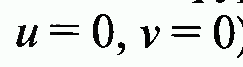 u = 0, v = 0)